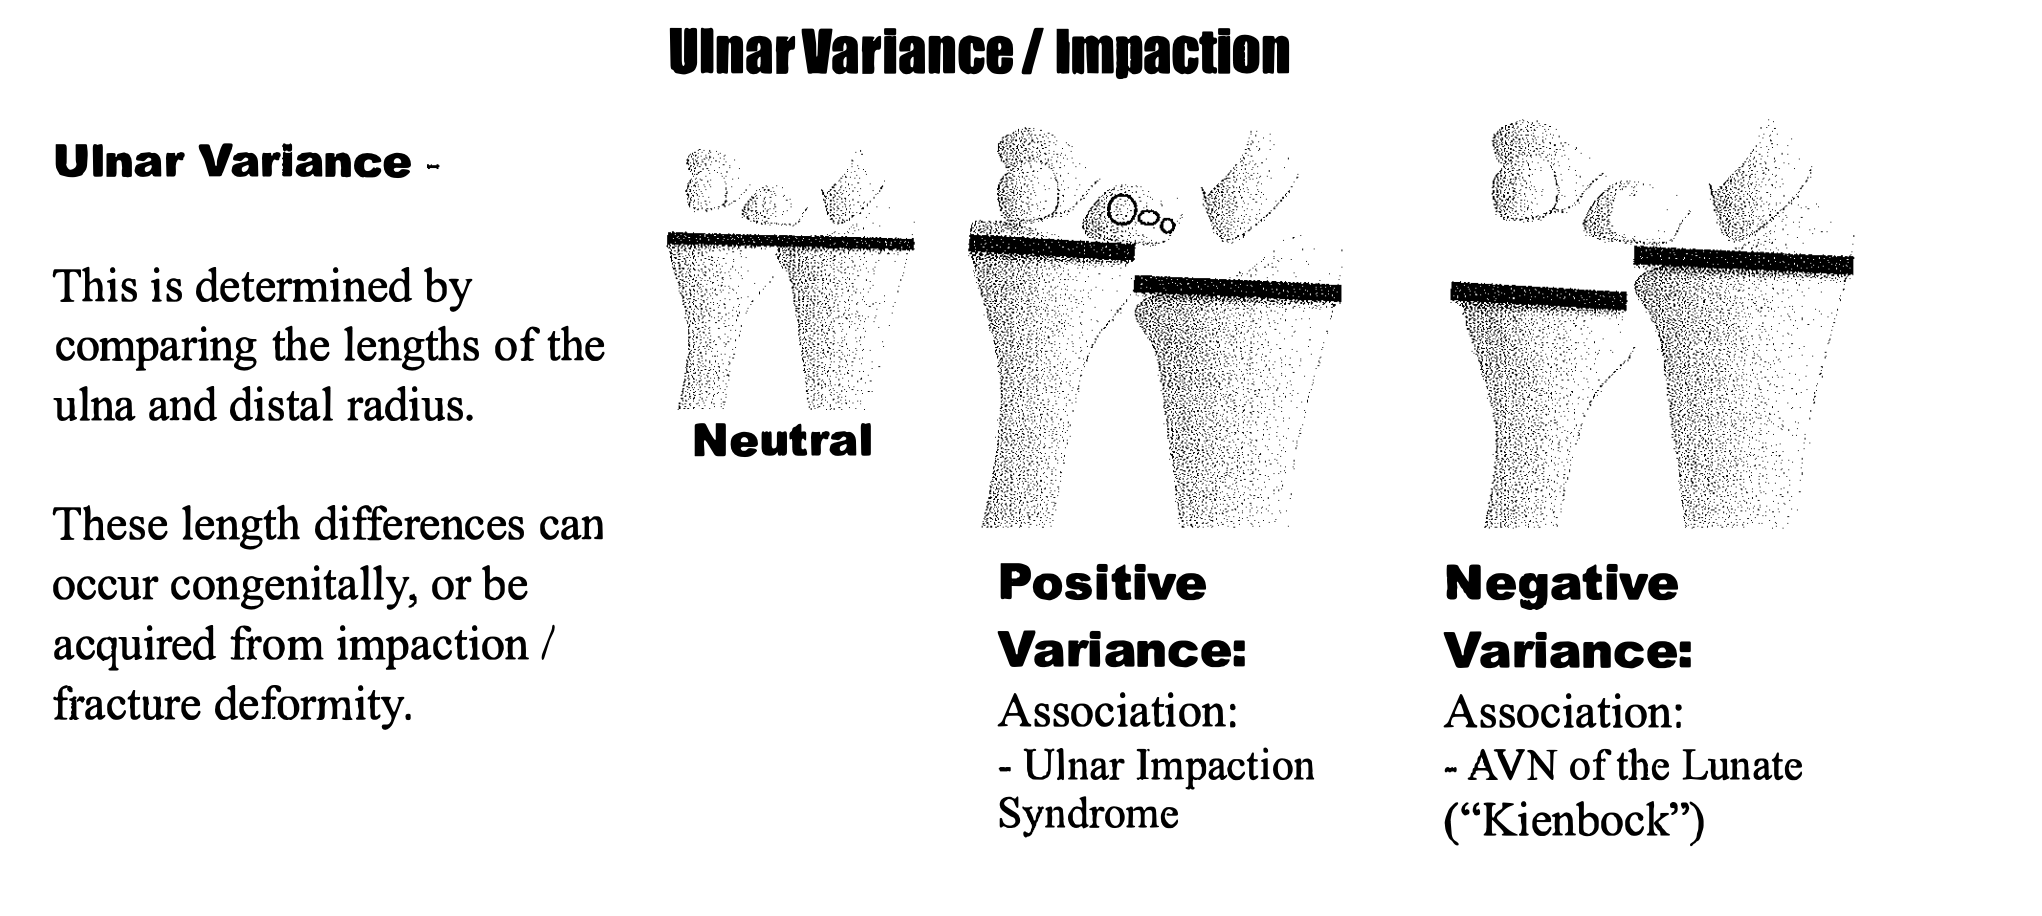 Ulnar Variance / Impaction
Ulnar Variance -
This is determined by
comparing the lengths of the
ulna and distal radius.
These length differences can
occur congenitally, or be
acquired from impaction /
fracture deformity.
Neutral
Positive
Variance:
Association:
- Ulnar Impaction
Syndrome
Negative
Variance:
Association:
- AVN of the Lunate
(“Kienbock”)